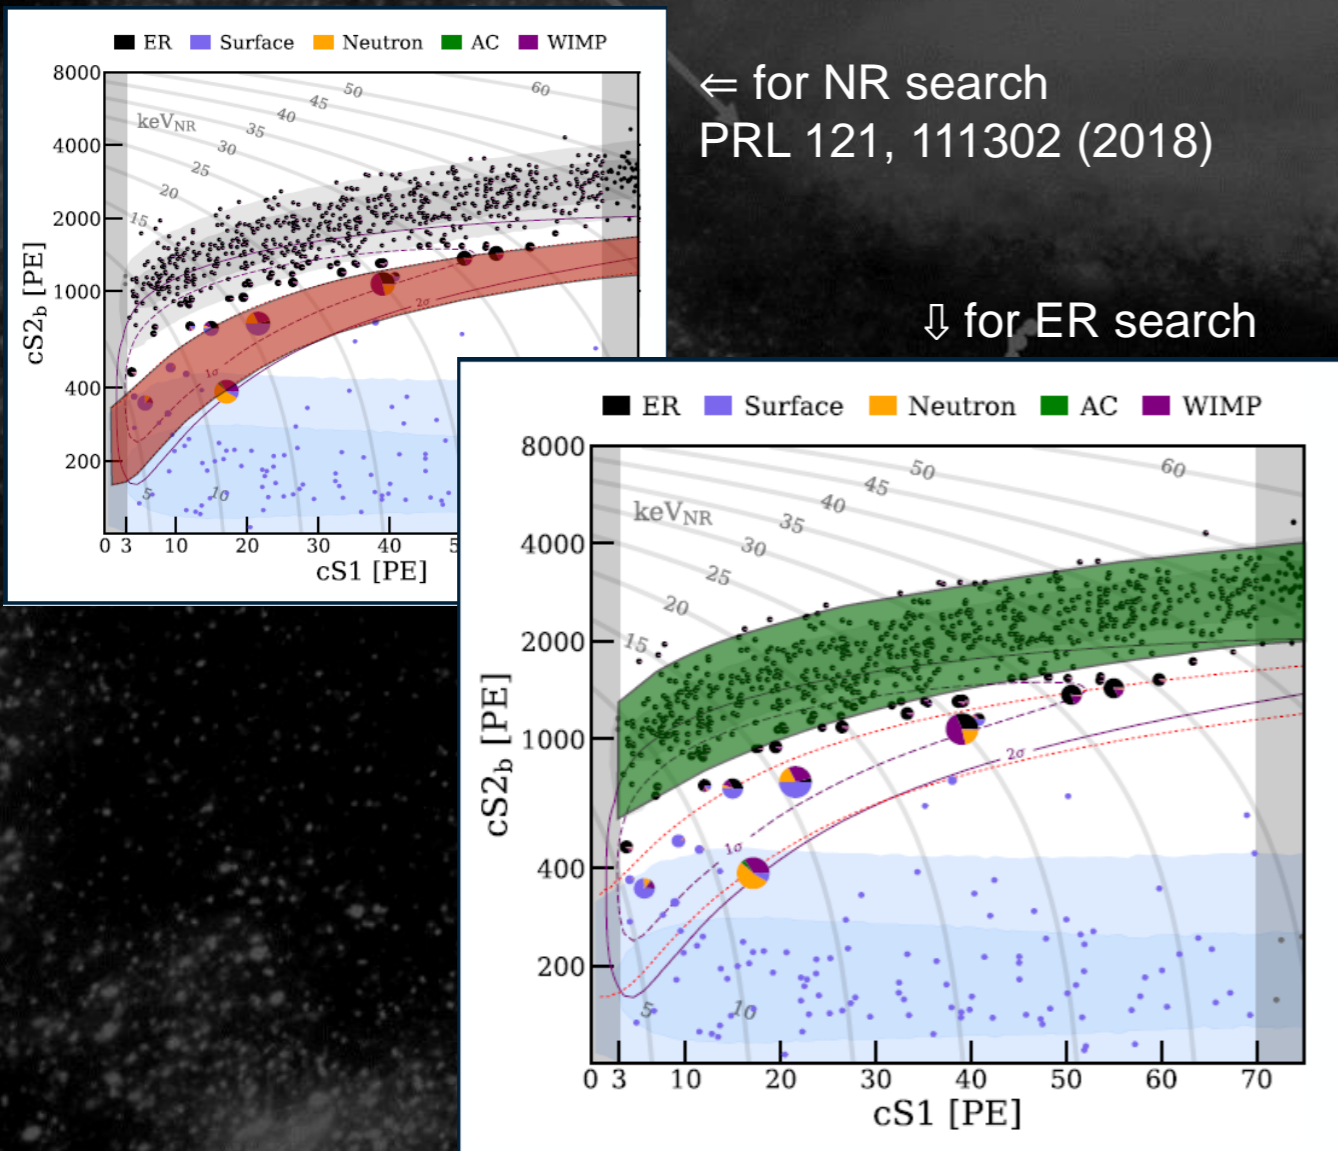 ER Surface Neutron AC WIMP
⇐ for NR search
PRL 121, 111302 (2018)
8000
4000
2000
1000
400
200
cS2b [PE]
keVNR
15 20 25 30 35 40 45 50 60
5 10
1σ
2σ
0 3 10 20 30 40 5
cS1 [PE]
⇩ for ER search
ER Surface Neutron AC WIMP
8000
4000
2000
1000
400
200
cS2b [PE]
keVNR
15 20 25 30 35 40 45 50 60
5 10
1σ
2σ
0 3 10 20 30 40 50 60 70
cS1 [PE]